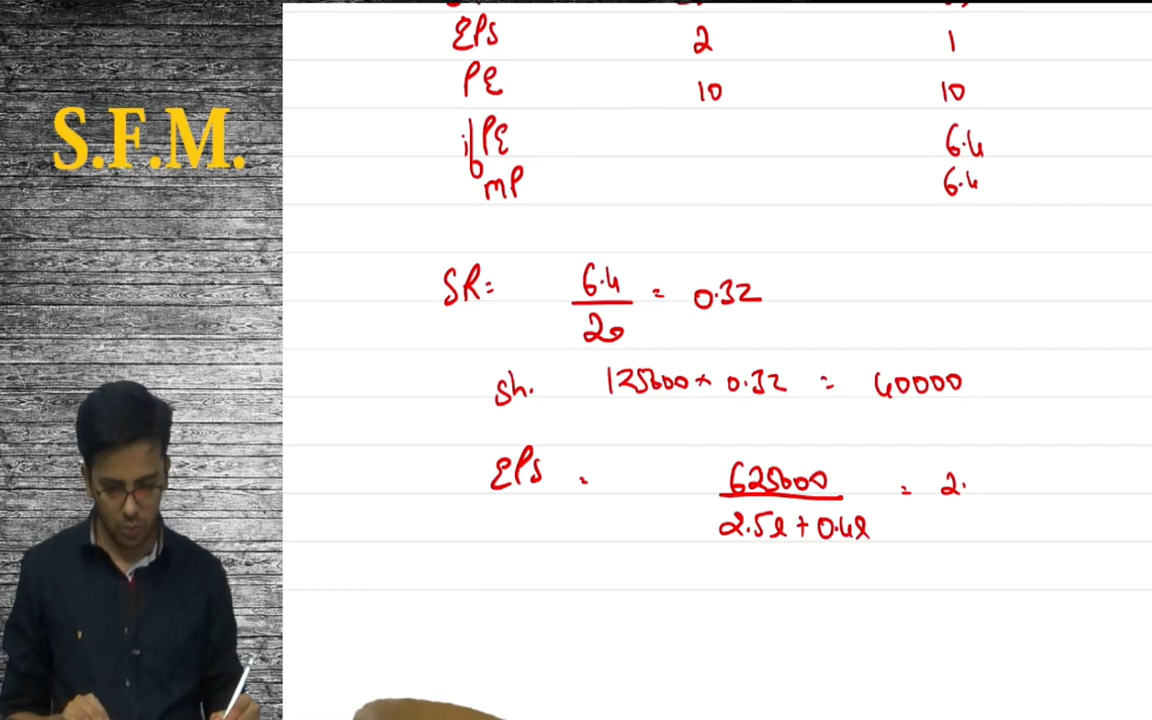 S.F.M.
EPS 2 1
PE 10 10
if PE 6.4
MP 6.4
SR = 6.4 / 20 = 0.32
Sh. 125000 × 0.32 = 40000
EPS = 625000 / 2.5l + 0.4l = 2.